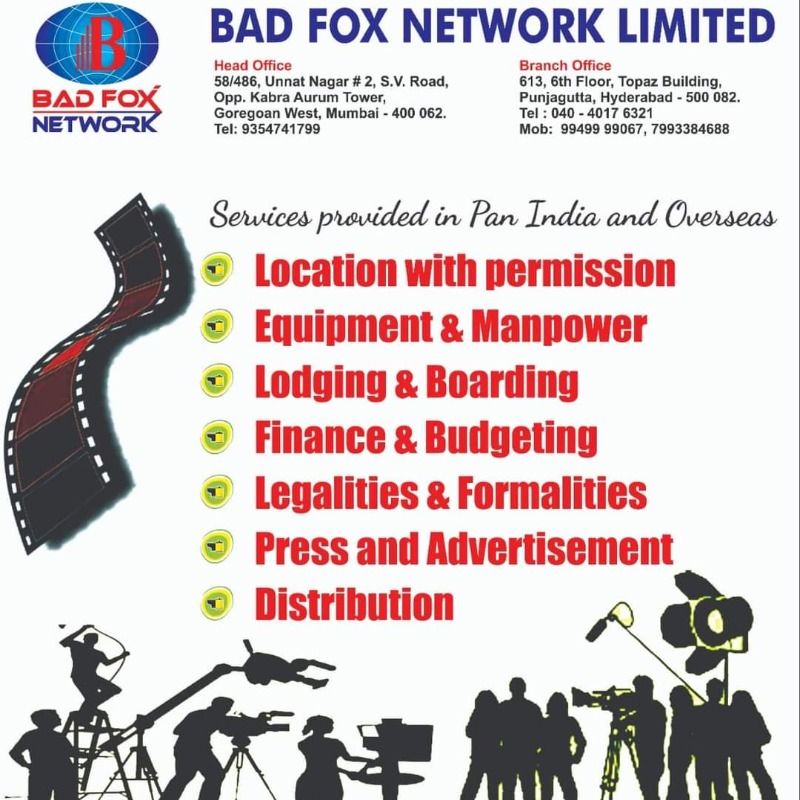 B
BAD FOX
NETWORK
BAD FOX NETWORK LIMITED
Head Office
58/486, Unnat Nagar # 2, S.V. Road,
Opp. Kabra Aurum Tower,
Goregoan West, Mumbai - 400 062.
Tel: 9354741799
Branch Office
613, 6th Floor, Topaz Building,
Punjagutta, Hyderabad - 500 082.
Tel : 040 - 4017 6321
Mob: 99499 99067, 7993384688
Services provided in Pan India and Overseas
Location with permission
Equipment & Manpower
Lodging & Boarding
Finance & Budgeting
Legalities & Formalities
Press and Advertisement
Distribution